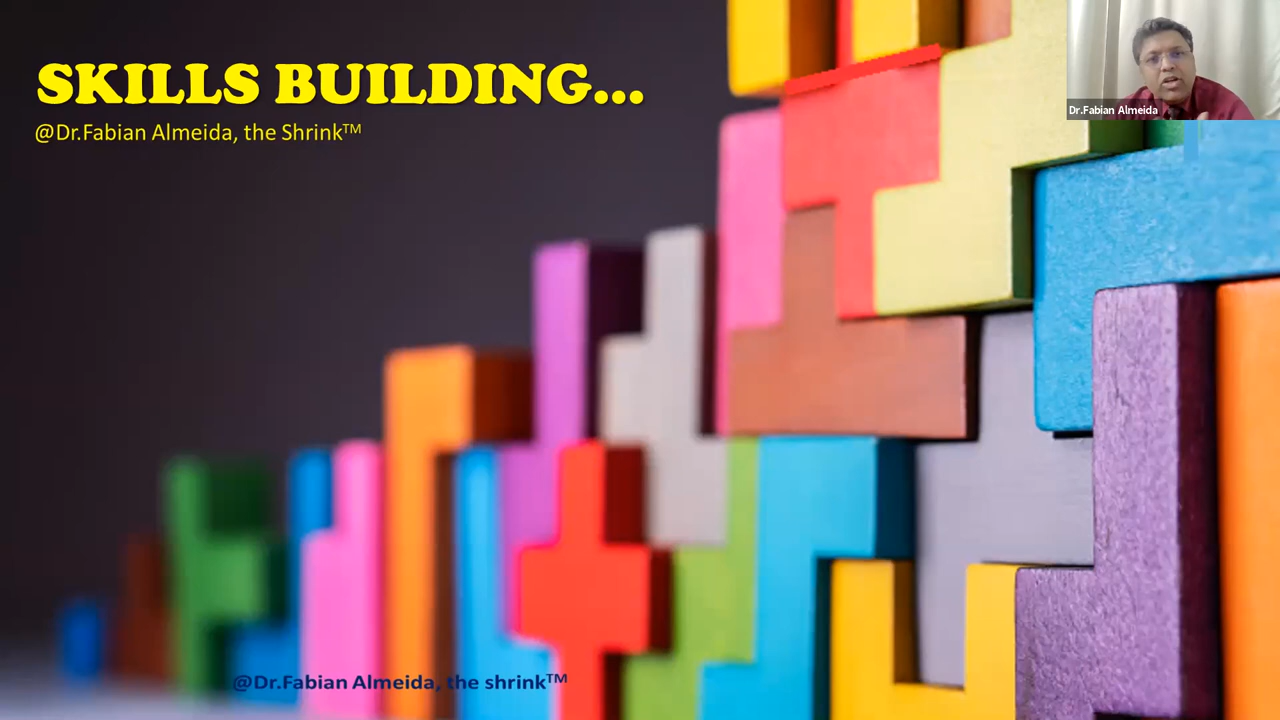 SKILLS BUILDING...
@Dr.Fabian Almeida, the Shrink™
Dr.Fabian Almeida
@Dr.Fabian Almeida, the shrink™